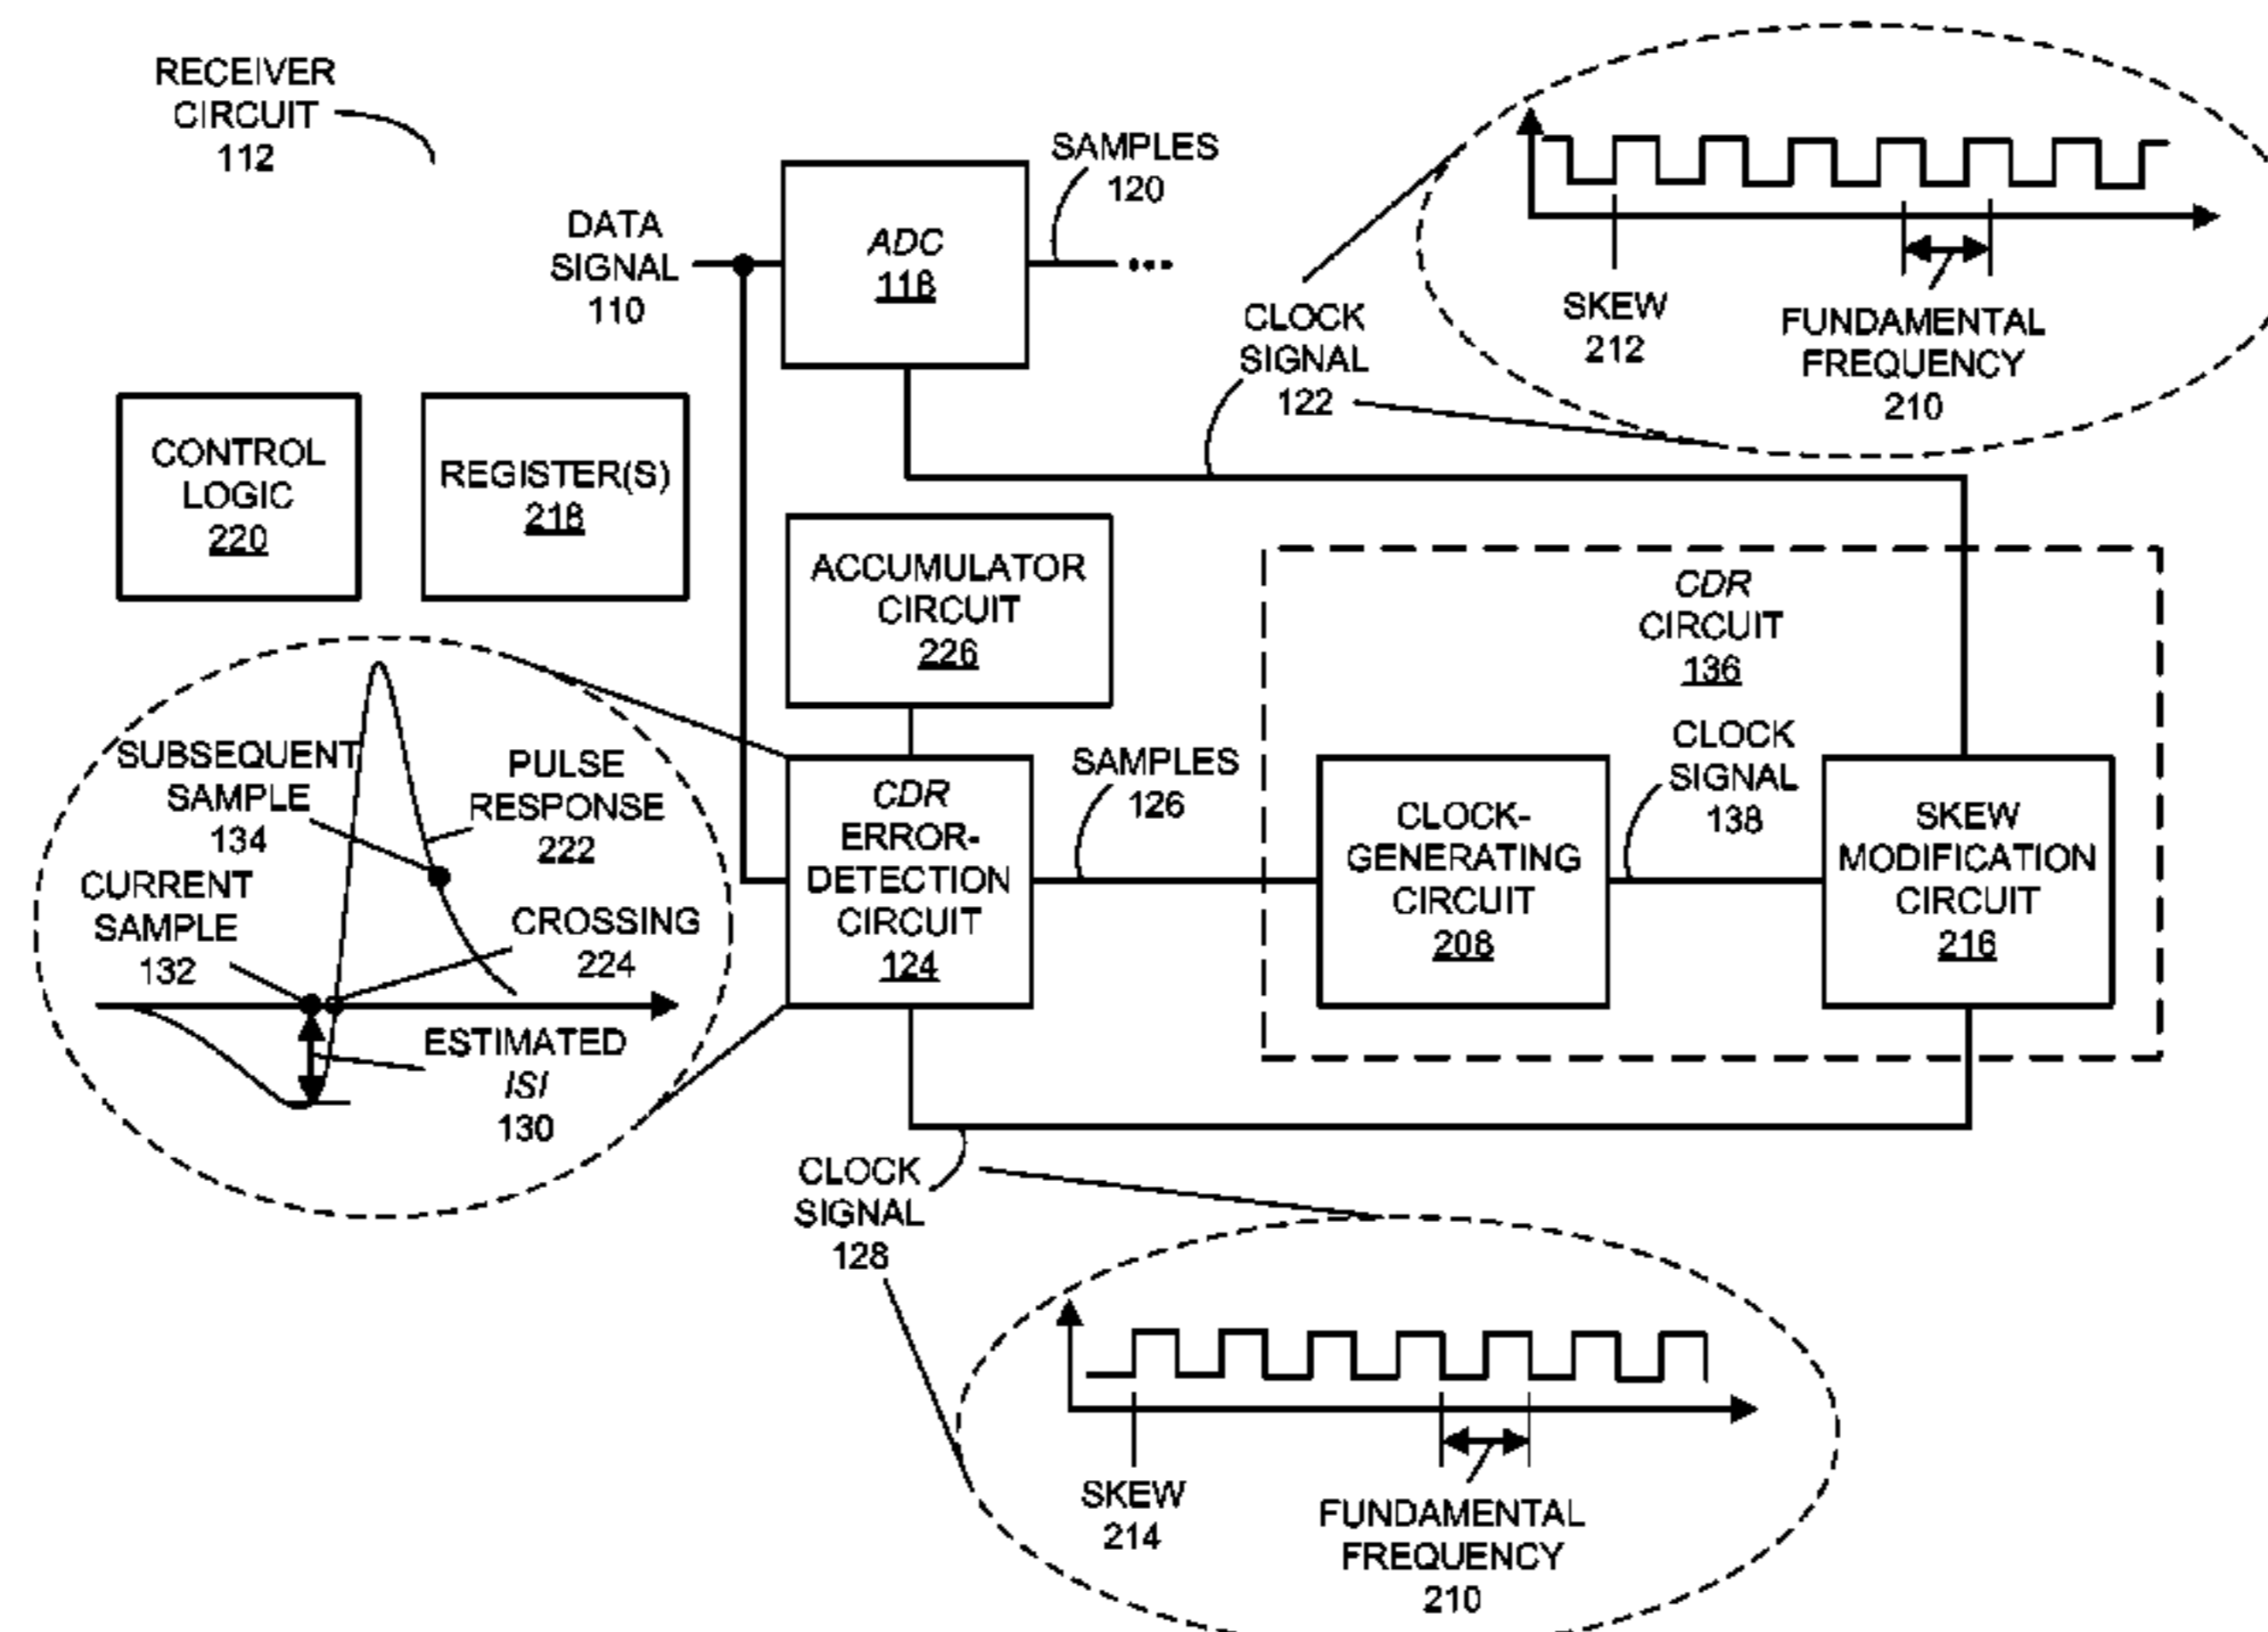 RECEIVER
CIRCUIT
112
DATA
SIGNAL
110
ADC
118
SAMPLES
120
CLOCK
SIGNAL
122
SKEW
212
FUNDAMENTAL
FREQUENCY
210
CONTROL
LOGIC
220
REGISTER(S)
218
ACCUMULATOR
CIRCUIT
226
CDR
CIRCUIT
136
SUBSEQUENT
SAMPLE
134
PULSE
RESPONSE
222
CURRENT
SAMPLE
132
CROSSING
224
ESTIMATED
ISI
130
CDR
ERROR-
DETECTION
CIRCUIT
124
SAMPLES
126
CLOCK-
GENERATING
CIRCUIT
208
CLOCK
SIGNAL
138
SKEW
MODIFICATION
CIRCUIT
216
CLOCK
SIGNAL
128
SKEW
214
FUNDAMENTAL
FREQUENCY
210